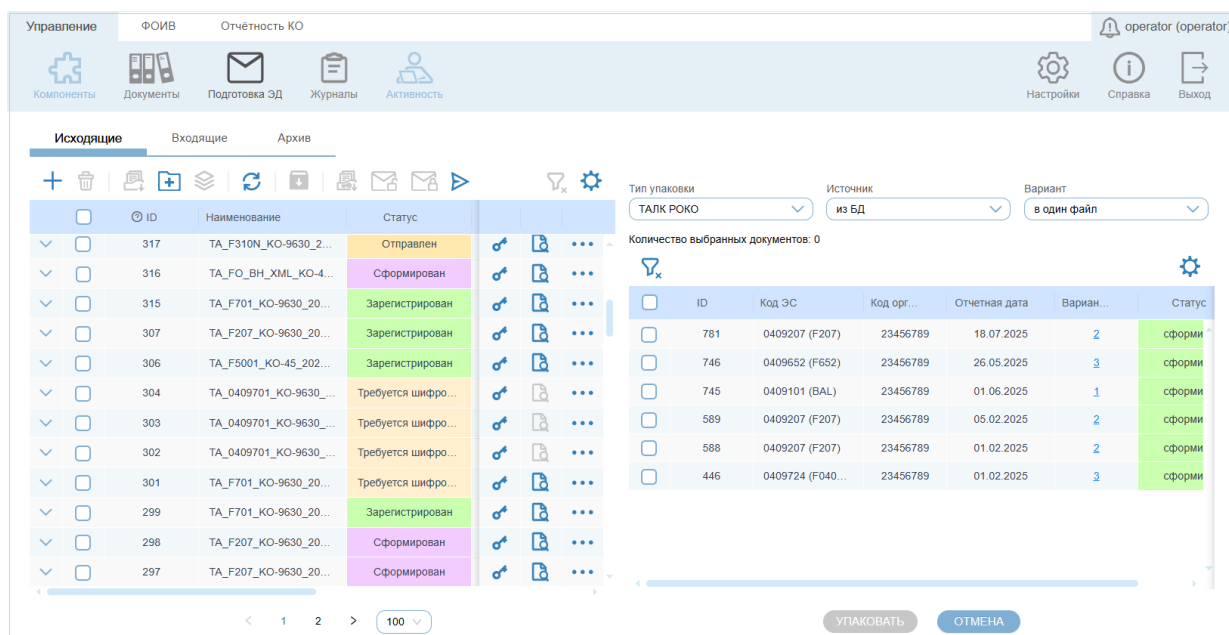 Управление ФОИВ Отчётность КО operator (operator)
Компоненты Документы Подготовка ЭД Журналы Активность Настройки Справка Выход
Исходящие Входящие Архив
Тип упаковки Источник Вариант
ТАЛК РОКО из БД в один файл
Количество выбранных документов: 0
ID Наименование Статус
317 TA_F310N_KO-9630_2... Отправлен
316 TA_FO_BH_XML_KO-4... Сформирован
315 TA_F701_KO-9630_20... Зарегистрирован
307 TA_F207_KO-9630_20... Зарегистрирован
306 TA_F5001_KO-45_202... Зарегистрирован
304 TA_0409701_KO-9630_... Требуется шифро...
303 TA_0409701_KO-9630_... Требуется шифро...
302 TA_0409701_KO-9630_... Требуется шифро...
301 TA_F701_KO-9630_20... Требуется шифро...
299 TA_F701_KO-9630_20... Зарегистрирован
298 TA_F207_KO-9630_20... Сформирован
297 TA_F207_KO-9630_20... Сформирован
< 1 2 > 100
ID Код ЭС Код орг... Отчетная дата Вариан... Статус
781 0409207 (F207) 23456789 18.07.2025 2 сформи
746 0409652 (F652) 23456789 26.05.2025 3 сформи
745 0409101 (BAL) 23456789 01.06.2025 1 сформи
589 0409207 (F207) 23456789 05.02.2025 2 сформи
588 0409207 (F207) 23456789 01.02.2025 2 сформи
446 0409724 (F040... 23456789 01.02.2025 3 сформи
УПАКОВАТЬ ОТМЕНА